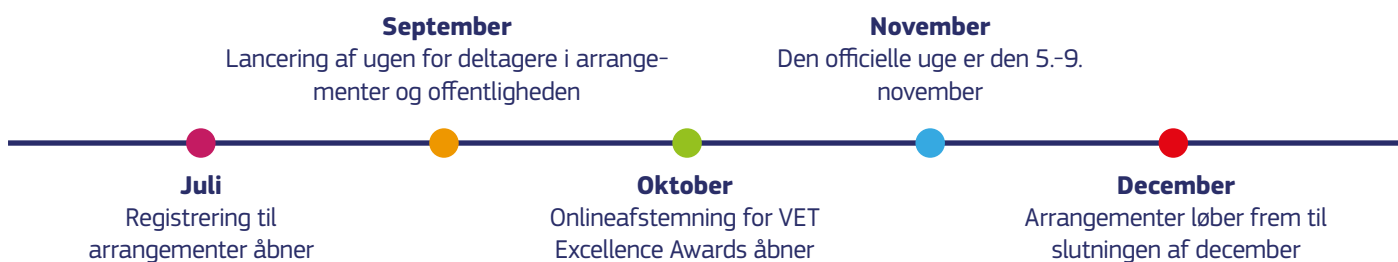 September
Lancering af ugen for deltagere i arrange-
menter og offentligheden
November
Den officielle uge er den 5.-9.
november
Juli
Registrering til
arrangementer åbner
Oktober
Onlineafstemning for VET
Excellence Awards åbner
December
Arrangementer løber frem til
slutningen af december